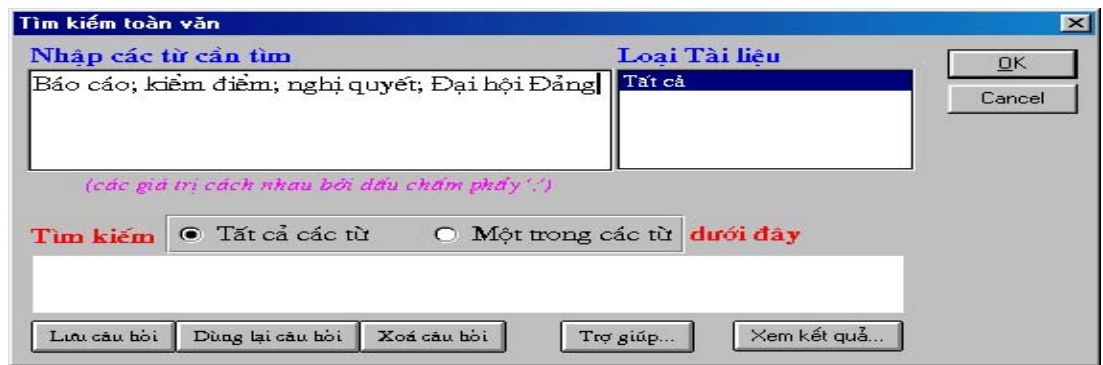 Tìm kiếm toàn văn
Nhập các từ cần tìm
Loại Tài liệu
Báo cáo; kiểm điểm; nghị quyết; Đại hội Đảng
Tất cả
OK
Cancel
(các giá trị cách nhau bởi dấu chấm phẩy ';')
Tìm kiếm Tất cả các từ Một trong các từ dưới đây
Lưu câu hỏi Dùng lại câu hỏi Xoá câu hỏi Trợ giúp... Xem kết quả...